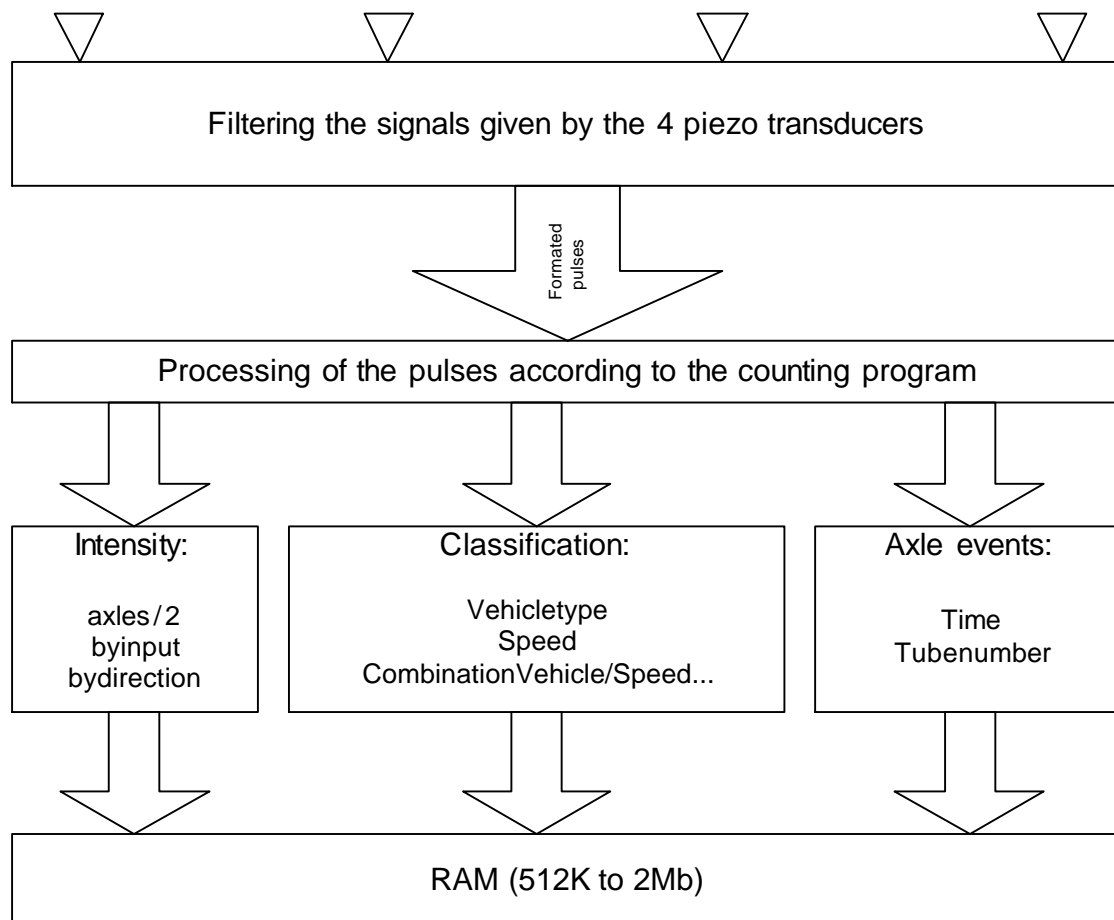 Filtering the signals given by the 4 piezo transducers
Formated
pulses
Processing of the pulses according to the counting program
Intensity:
axles/2
byinput
bydirection
Classification:
Vehicletype
Speed
CombinationVehicle/Speed...
Axle events:
Time
Tubenumber
RAM (512K to 2Mb)